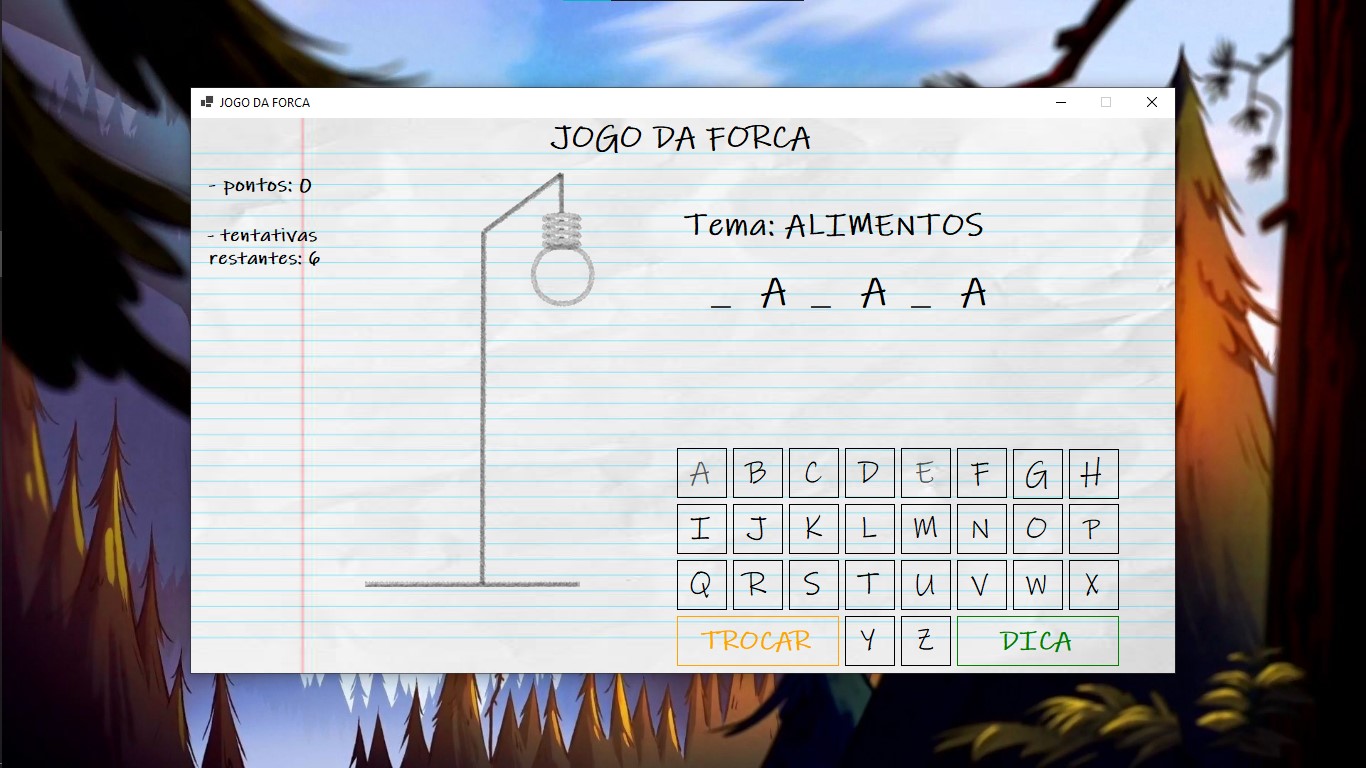 JOGO DA FORCA
JOGO DA FORCA
- pontos: 0
- tentativas
restantes: 6
Tema: ALIMENTOS
_ A _ A _ A
A B C D E F G H
I J K L M N O P
Q R S T U V W X
TROCAR Y Z DICA